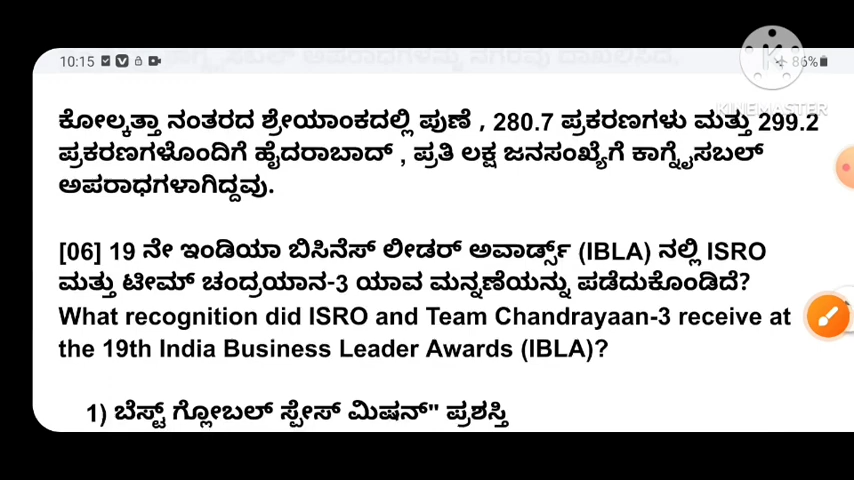 10:15
86%
KINEMASTER
ಕೋಲ್ಕತ್ತಾ ನಂತರದ ಶ್ರೇಯಾಂಕದಲ್ಲಿ ಪುಣೆ , 280.7 ಪ್ರಕರಣಗಳು ಮತ್ತು 299.2
ಪ್ರಕರಣಗಳೊಂದಿಗೆ ಹೈದರಾಬಾದ್ , ಪ್ರತಿ ಲಕ್ಷ ಜನಸಂಖ್ಯೆಗೆ ಕಾಗ್ನೈಸಬಲ್
ಅಪರಾಧಗಳಾಗಿದ್ದವು.
[06] 19 ನೇ ಇಂಡಿಯಾ ಬಿಸಿನೆಸ್ ಲೀಡರ್ ಅವಾರ್ಡ್ಸ್ (IBLA) ನಲ್ಲಿ ISRO
ಮತ್ತು ಟೀಮ್ ಚಂದ್ರಯಾನ-3 ಯಾವ ಮನ್ನಣೆಯನ್ನು ಪಡೆದುಕೊಂಡಿದೆ?
What recognition did ISRO and Team Chandrayaan-3 receive at
the 19th India Business Leader Awards (IBLA)?
1) ಬೆಸ್ಟ್ ಗ್ಲೋಬಲ್ ಸ್ಪೇಸ್ ಮಿಷನ್" ಪ್ರಶಸ್ತಿ